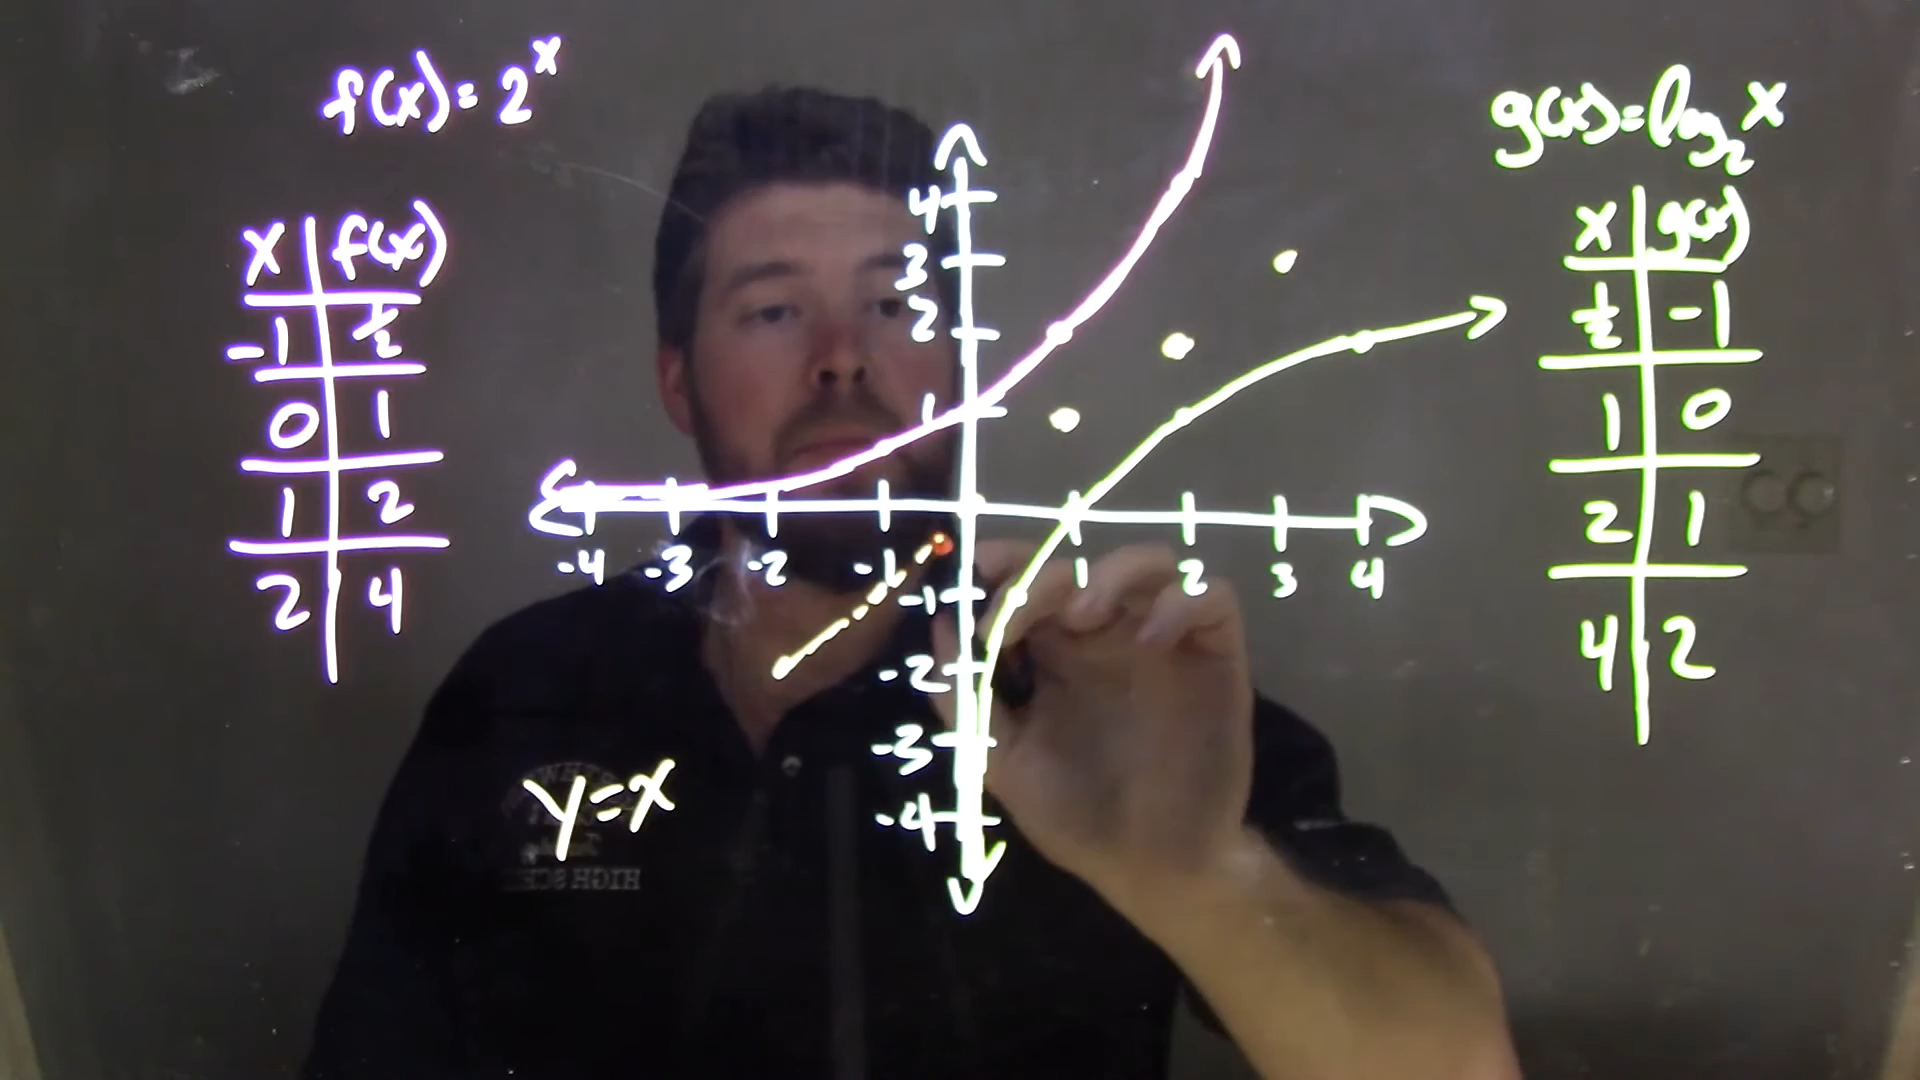 f(x)=2^x
x | f(x)
-1 | ½
0 | 1
1 | 2
2 | 4
4
3
2
1
-4 -3 -2 -1 1 2 3 4
-1
-2
-3
-4
y=x
g(x)=log₂x
x | g(x)
½ | -1
1 | 0
2 | 1
4 | 2